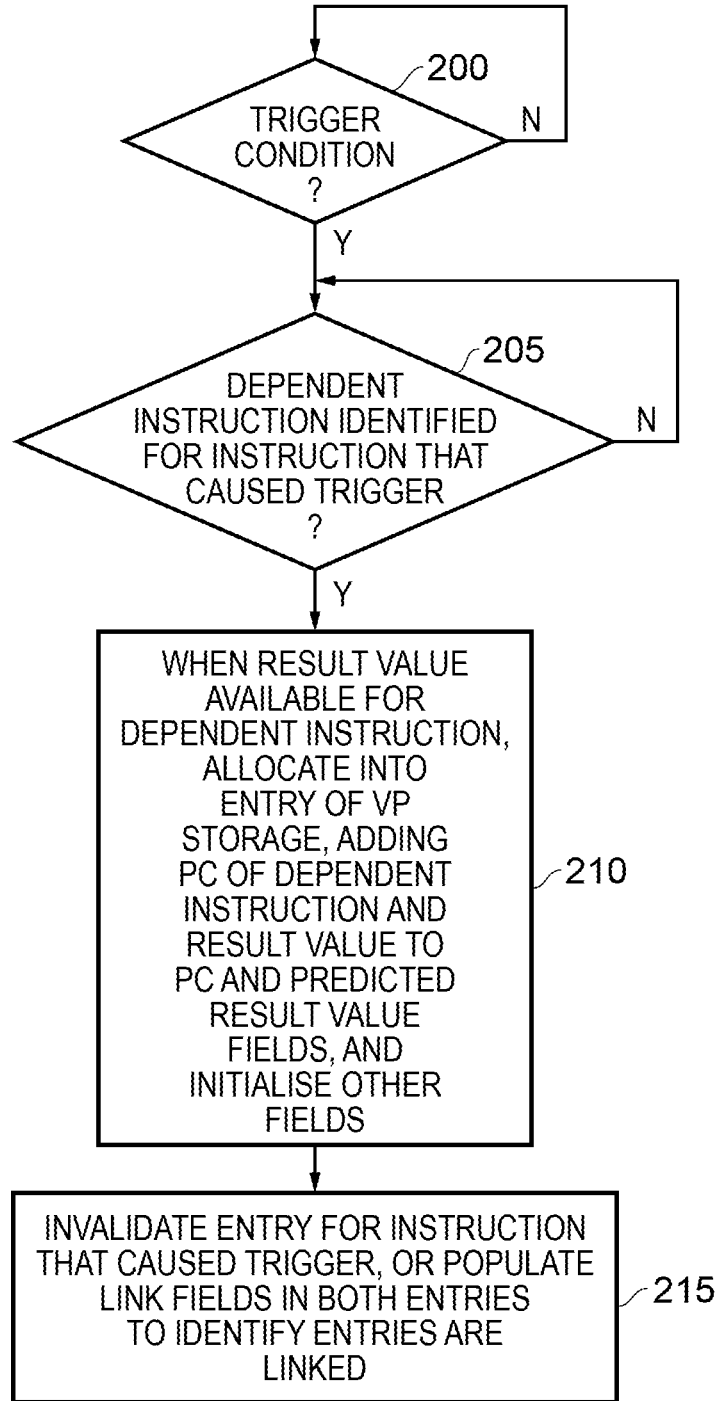 200
TRIGGER
CONDITION
?
N
Y
205
DEPENDENT
INSTRUCTION IDENTIFIED
FOR INSTRUCTION THAT
CAUSED TRIGGER
?
N
Y
WHEN RESULT VALUE
AVAILABLE FOR
DEPENDENT INSTRUCTION,
ALLOCATE INTO
ENTRY OF VP
STORAGE, ADDING
PC OF DEPENDENT
INSTRUCTION AND
RESULT VALUE TO
PC AND PREDICTED
RESULT VALUE
FIELDS, AND
INITIALISE OTHER
FIELDS
210
INVALIDATE ENTRY FOR INSTRUCTION
THAT CAUSED TRIGGER, OR POPULATE
LINK FIELDS IN BOTH ENTRIES
TO IDENTIFY ENTRIES ARE
LINKED
215